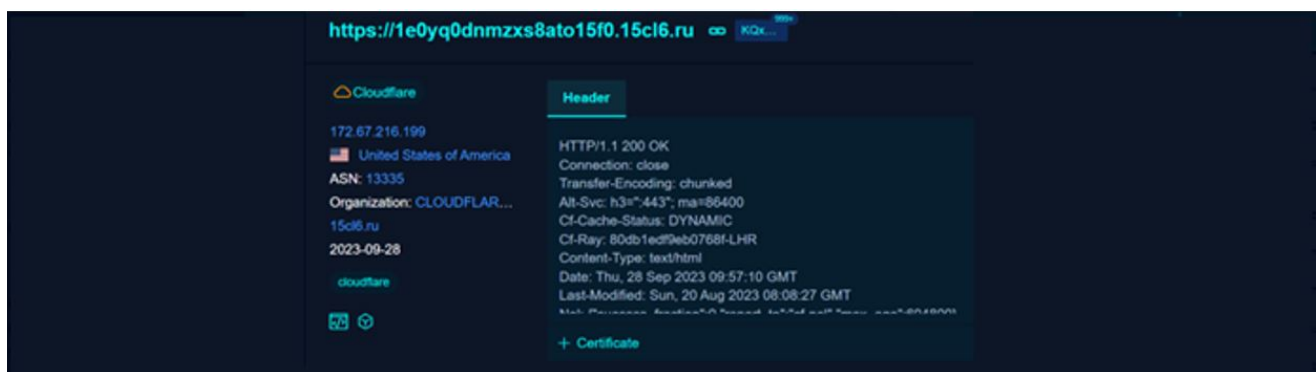 https://1e0yq0dnmzxs8ato15f0.15cl6.ru KQx... 999+
Cloudflare
172.67.216.199
United States of America
ASN: 13335
Organization: CLOUDFLAR...
15cl6.ru
2023-09-28
cloudflare
Header
HTTP/1.1 200 OK
Connection: close
Transfer-Encoding: chunked
Alt-Svc: h3=":443"; ma=86400
Cf-Cache-Status: DYNAMIC
Cf-Ray: 80db1edf9eb0768f-LHR
Content-Type: text/html
Date: Thu, 28 Sep 2023 09:57:10 GMT
Last-Modified: Sun, 20 Aug 2023 08:08:27 GMT
+ Certificate